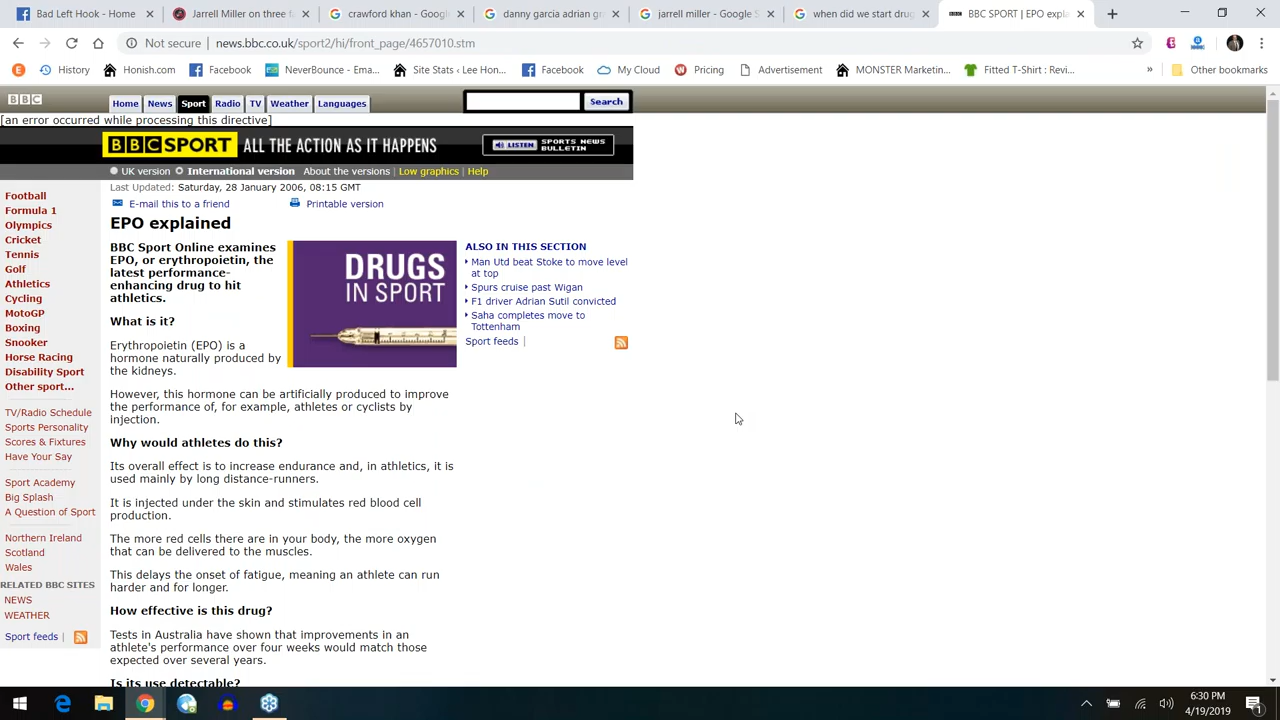 Bad Left Hook - Home
Jarrell Miller on three f
crawford khan - Google
danny garcia adrian gr
jarrell miller - Google S
when did we start drug
BBC SPORT | EPO expla
Not secure | news.bbc.co.uk/sport2/hi/front_page/4657010.stm
History
Honish.com
Facebook
NeverBounce - Ema...
Site Stats ‹ Lee Hon...
Facebook
My Cloud
Pricing
Advertisement
MONSTER Marketin...
Fitted T-Shirt : Revi...
»
Other bookmarks
BBC
Home
News
Sport
Radio
TV
Weather
Languages
Search
[an error occurred while processing this directive]
BBC SPORT ALL THE ACTION AS IT HAPPENS
LISTEN
SPORTS NEWS
BULLETIN
UK version International version About the versions | Low graphics | Help
Football
Formula 1
Olympics
Cricket
Tennis
Golf
Athletics
Cycling
MotoGP
Boxing
Snooker
Horse Racing
Disability Sport
Other sport...
TV/Radio Schedule
Sports Personality
Scores & Fixtures
Have Your Say
Sport Academy
Big Splash
A Question of Sport
Northern Ireland
Scotland
Wales
RELATED BBC SITES
NEWS
WEATHER
Sport feeds |
Last Updated: Saturday, 28 January 2006, 08:15 GMT
E-mail this to a friend
Printable version
EPO explained
BBC Sport Online examines
EPO, or erythropoietin, the
latest performance-
enhancing drug to hit
athletics.
DRUGS
IN SPORT
What is it?
Erythropoietin (EPO) is a
hormone naturally produced by
the kidneys.
However, this hormone can be artificially produced to improve
the performance of, for example, athletes or cyclists by
injection.
Why would athletes do this?
Its overall effect is to increase endurance and, in athletics, it is
used mainly by long distance-runners.
It is injected under the skin and stimulates red blood cell
production.
The more red cells there are in your body, the more oxygen
that can be delivered to the muscles.
This delays the onset of fatigue, meaning an athlete can run
harder and for longer.
How effective is this drug?
Tests in Australia have shown that improvements in an
athlete's performance over four weeks would match those
expected over several years.
Is its use detectable?
ALSO IN THIS SECTION
Man Utd beat Stoke to move level
at top
Spurs cruise past Wigan
F1 driver Adrian Sutil convicted
Saha completes move to
Tottenham
Sport feeds |
6:30 PM
4/19/2019
1